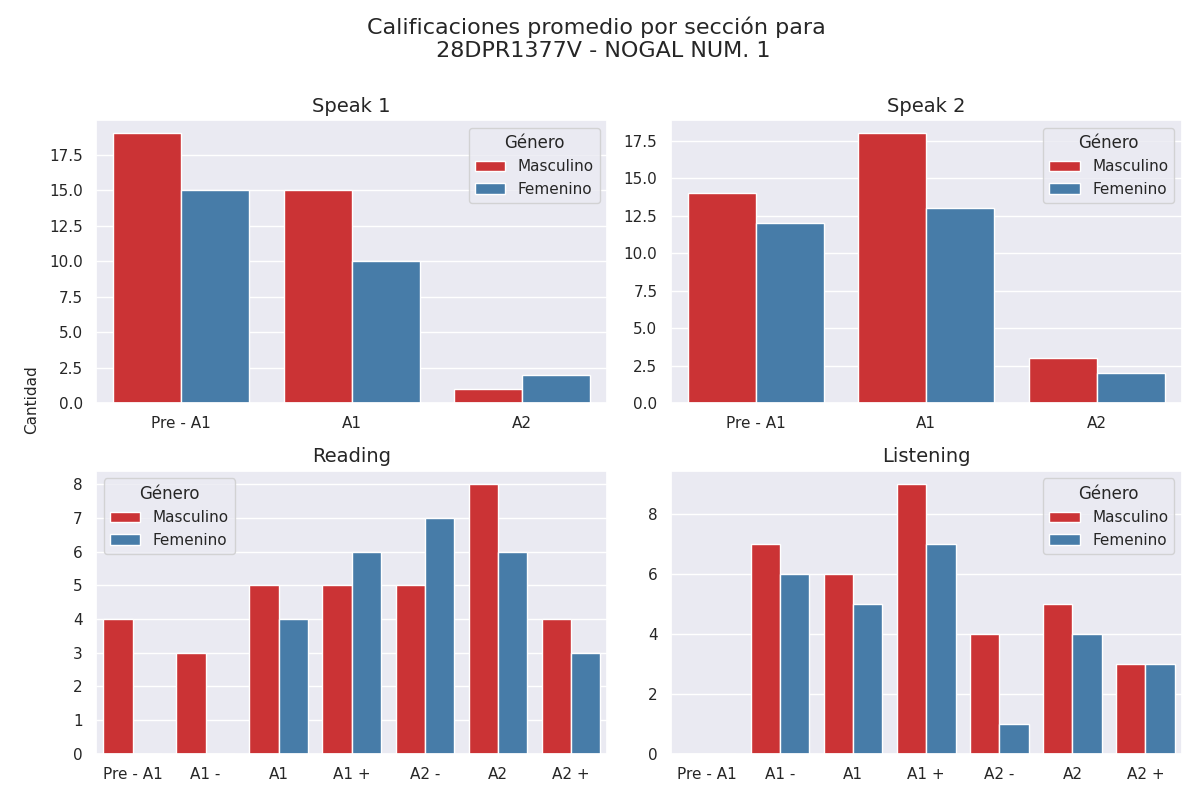 Calificaciones promedio por sección para
28DPR1377V - NOGAL NUM. 1
Cantidad
Speak 1
17.5
15.0
12.5
10.0
7.5
5.0
2.5
0.0
Género
Masculino
Femenino
Pre - A1 A1 A2
Speak 2
17.5
15.0
12.5
10.0
7.5
5.0
2.5
0.0
Género
Masculino
Femenino
Pre - A1 A1 A2
Reading
8
7
6
5
4
3
2
1
0
Género
Masculino
Femenino
Pre - A1 A1 - A1 A1 + A2 - A2 A2 +
Listening
8
6
4
2
0
Género
Masculino
Femenino
Pre - A1 A1 - A1 A1 + A2 - A2 A2 +